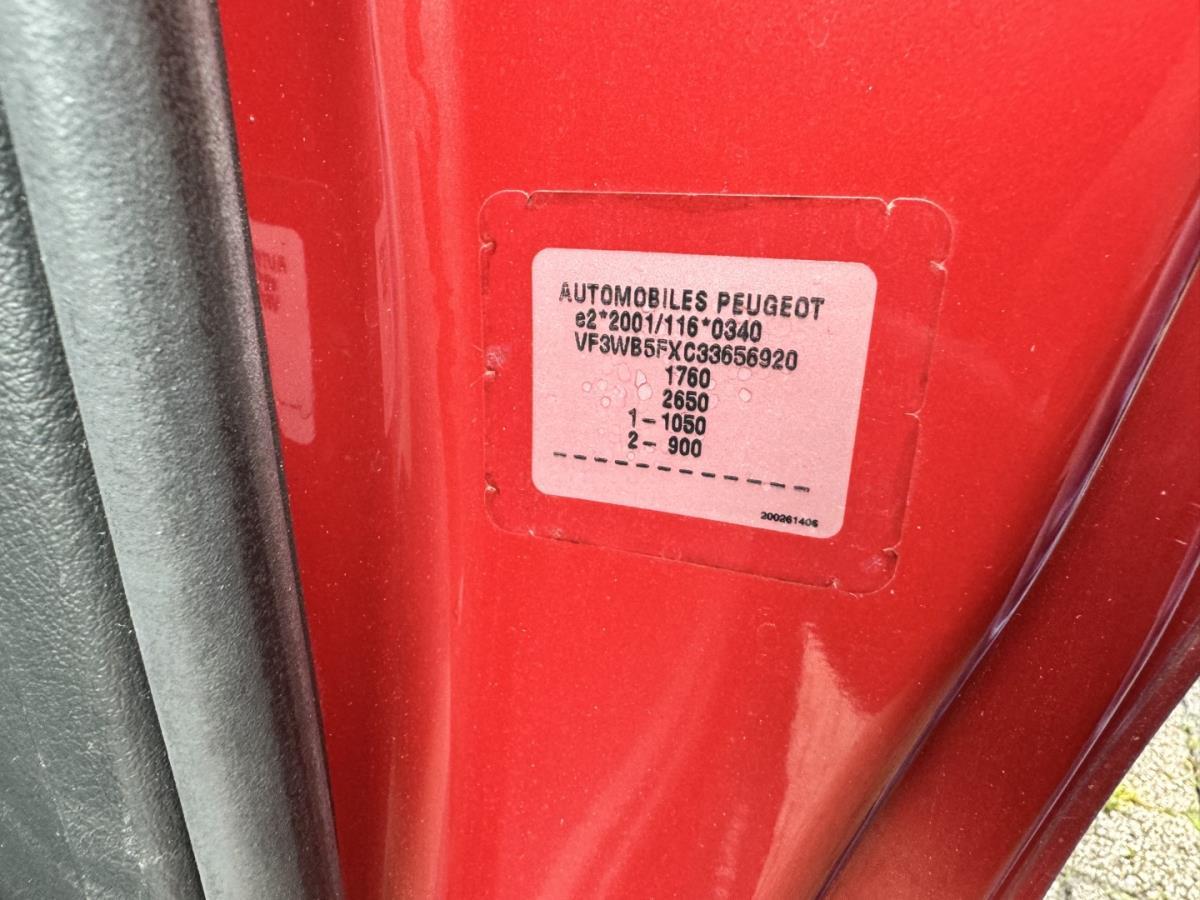 AUTOMOBILES PEUGEOT
e2*2001/116*0340
VF3WB5FXC33656920
1760
2650
1- 1050
2- 900
200261406